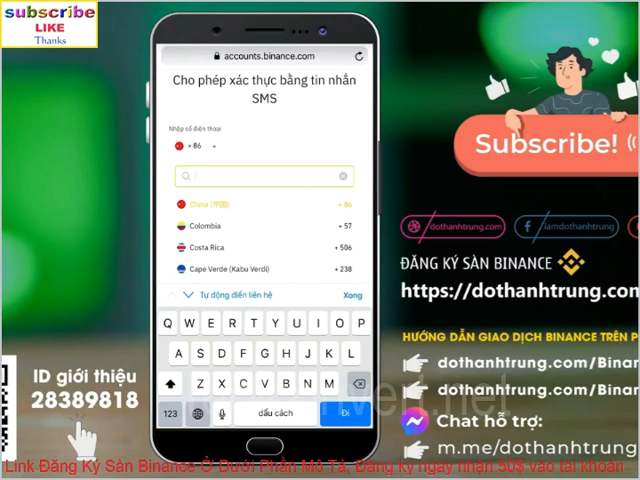 subscribe
LIKE
Thanks
accounts.binance.com
Cho phép xác thực bằng tin nhắn
SMS
Nhập số điện thoại
+ 86
China (中国) + 86
Colombia + 57
Costa Rica + 506
Cape Verde (Kabu Verdi) + 238
Tự động điền liên hệ Xong
Q W E R T Y U I O P
A S D F G H J K L
Z X C V B N M
123 dấu cách Đi
Subscribe!
dothanhtrung.com
iamdothanhtrung
ĐĂNG KÝ SÀN BINANCE
https://dothanhtrung.com
HƯỚNG DẪN GIAO DỊCH BINANCE TRÊN P
dothanhtrung.com/Binan
dothanhtrung.com/Binan
Chat hỗ trợ:
m.me/dothanhtrung
ID giới thiệu
28389818
Link Đăng Ký Sàn Binance Ở Dưới Phần Mô Tả, Đăng ký ngay nhận 50$ vào tài khoản